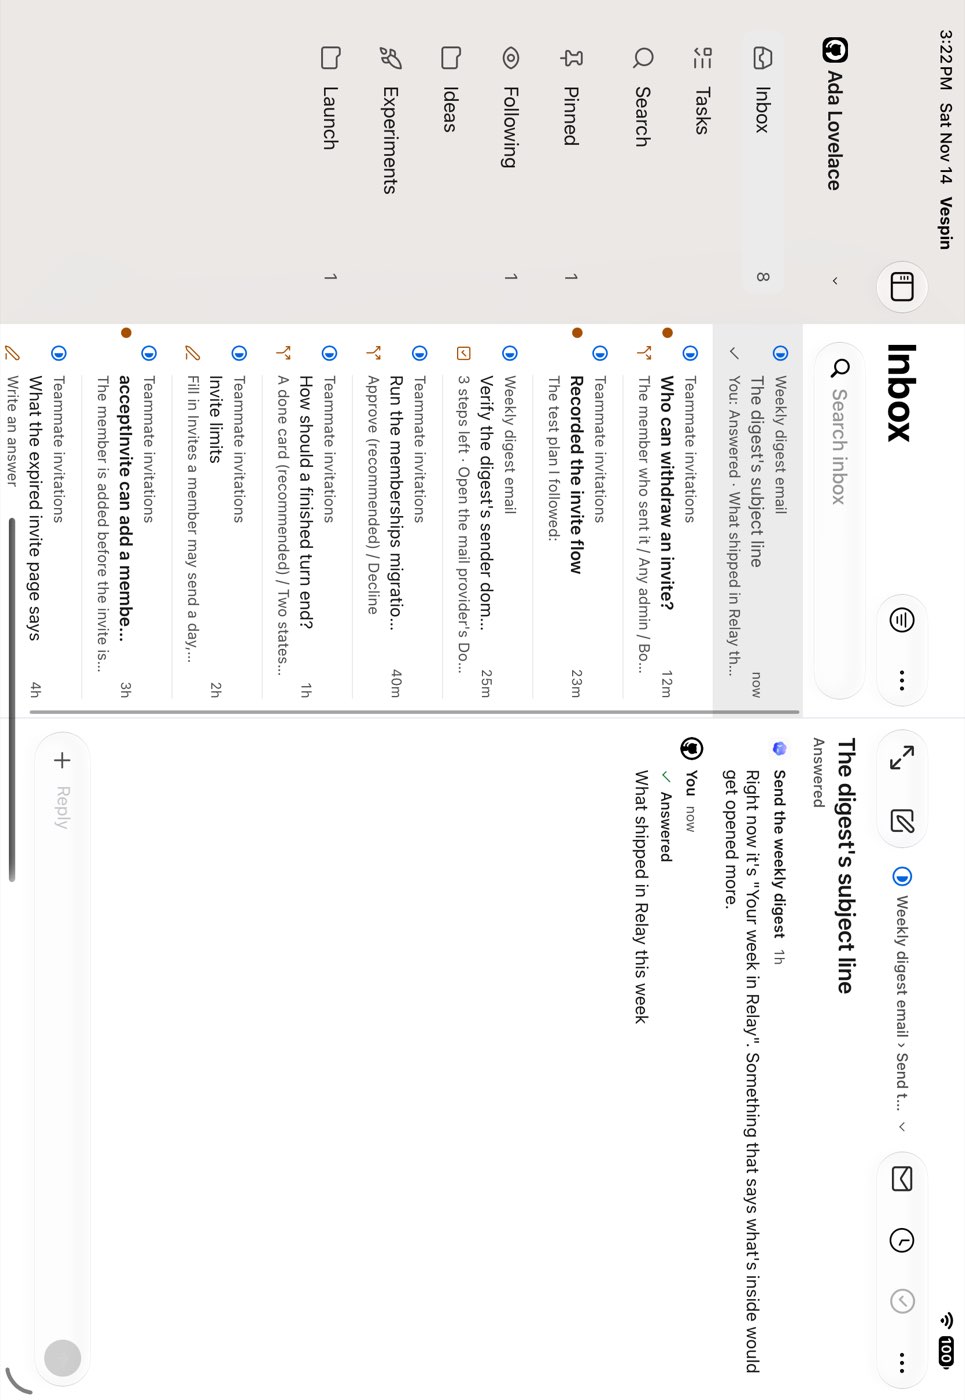 3:22 PM Sat Nov 14 Vespin
100
Ada Lovelace
Inbox 8
Tasks
Search
Pinned 1
Following 1
Ideas
Experiments
Launch 1
Inbox
Search inbox
Weekly digest email
The digest's subject line now
You: Answered · What shipped in Relay th...
Teammate invitations
Who can withdraw an invite? 12m
The member who sent it / Any admin / Bo...
Teammate invitations
Recorded the invite flow 23m
The test plan I followed:
Weekly digest email
Verify the digest's sender dom... 25m
3 steps left · Open the mail provider's Do...
Teammate invitations
Run the memberships migratio... 40m
Approve (recommended) / Decline
Teammate invitations
How should a finished turn end? 1h
A done card (recommended) / Two states...
Teammate invitations
Invite limits 2h
Fill in Invites a member may send a day,...
Teammate invitations
acceptInvite can add a membe... 3h
The member is added before the invite is...
Teammate invitations
What the expired invite page says 4h
Write an answer
Weekly digest email › Send t...
The digest's subject line
Answered
Send the weekly digest 1h
Right now it's "Your week in Relay". Something that says what's inside would
get opened more.
You now
Answered
What shipped in Relay this week
Reply